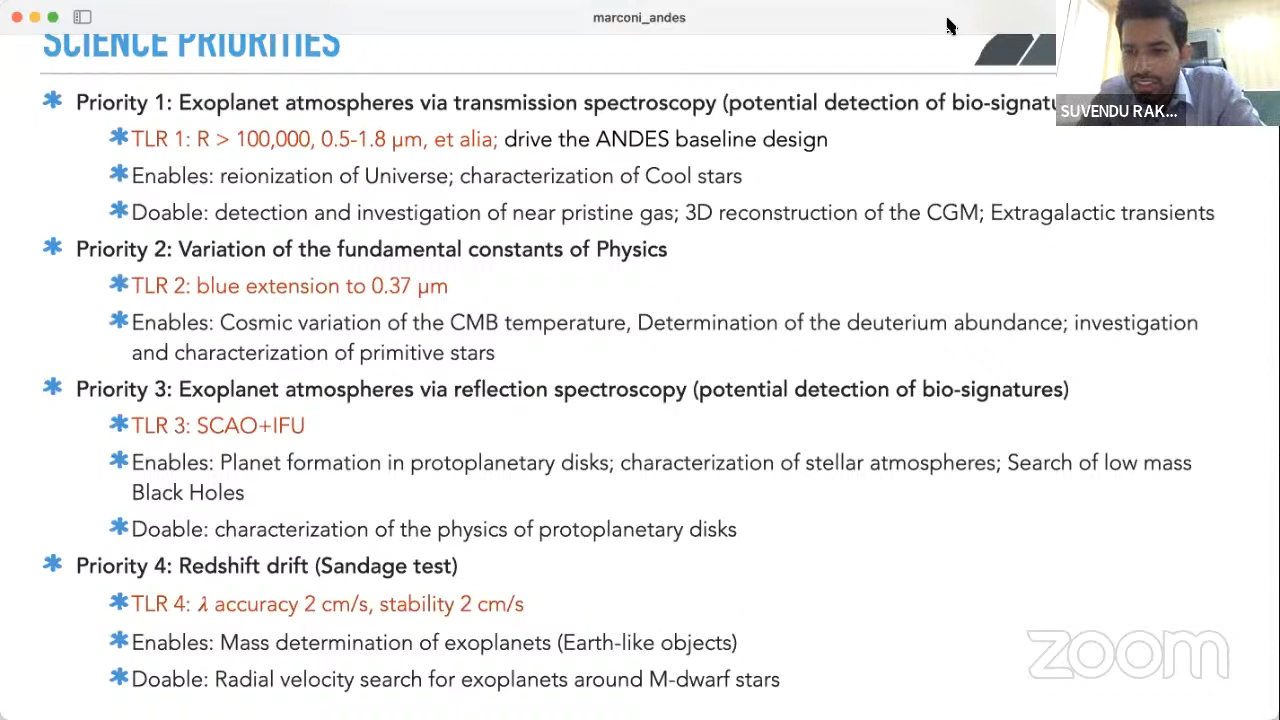 marconi_andes
SCIENCE PRIORITIES
SUVENDU RAK...
* Priority 1: Exoplanet atmospheres via transmission spectroscopy (potential detection of
* TLR 1: R > 100,000, 0.5-1.8 µm, et alia; drive the ANDES baseline design
* Enables: reionization of Universe; characterization of Cool stars
* Doable: detection and investigation of near pristine gas; 3D reconstruction of the CGM; Extragalactic transients
* Priority 2: Variation of the fundamental constants of Physics
* TLR 2: blue extension to 0.37 µm
* Enables: Cosmic variation of the CMB temperature, Determination of the deuterium abundance; investigation
and characterization of primitive stars
* Priority 3: Exoplanet atmospheres via reflection spectroscopy (potential detection of bio-signatures)
* TLR 3: SCAO+IFU
* Enables: Planet formation in protoplanetary disks; characterization of stellar atmospheres; Search of low mass
Black Holes
* Doable: characterization of the physics of protoplanetary disks
* Priority 4: Redshift drift (Sandage test)
* TLR 4: λ accuracy 2 cm/s, stability 2 cm/s
* Enables: Mass determination of exoplanets (Earth-like objects)
* Doable: Radial velocity search for exoplanets around M-dwarf stars
zoom